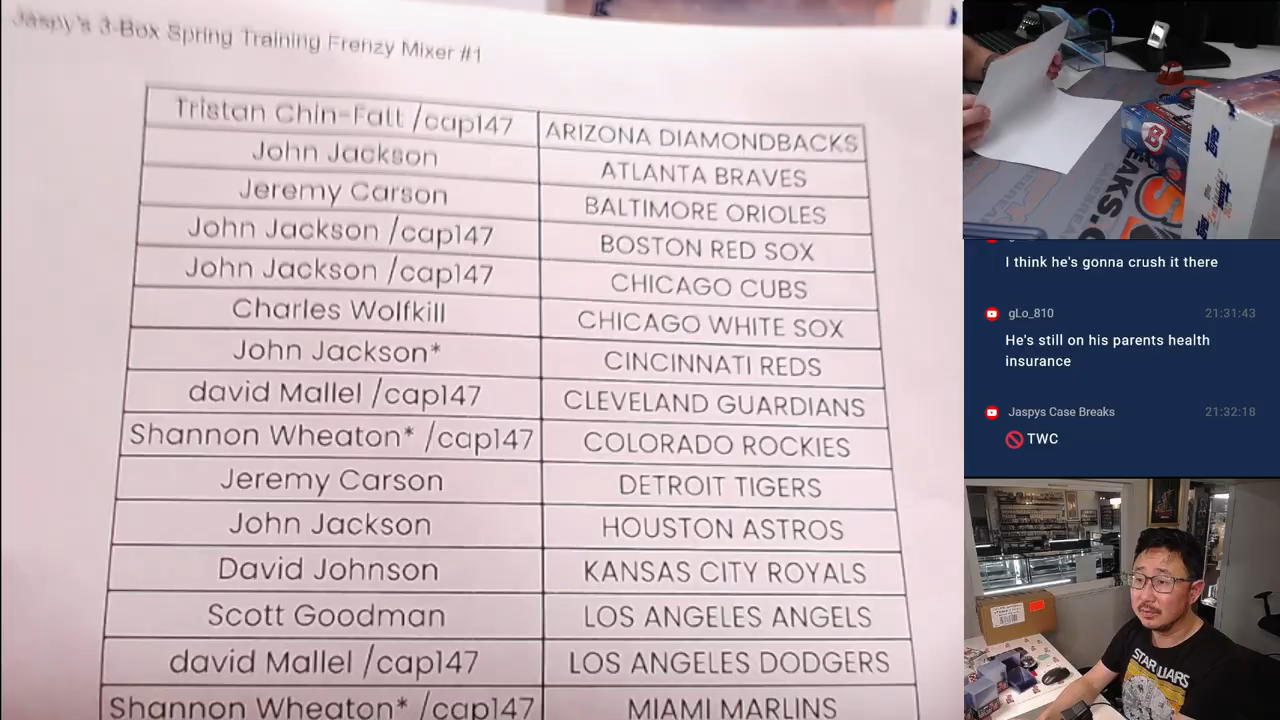 Jaspy's 3-Box Spring Training Frenzy Mixer #1
Tristan Chin-Fatt /cap147 ARIZONA DIAMONDBACKS
John Jackson ATLANTA BRAVES
Jeremy Carson BALTIMORE ORIOLES
John Jackson /cap147 BOSTON RED SOX
John Jackson /cap147 CHICAGO CUBS
Charles Wolfkill CHICAGO WHITE SOX
John Jackson* CINCINNATI REDS
david Mallel /cap147 CLEVELAND GUARDIANS
Shannon Wheaton* /cap147 COLORADO ROCKIES
Jeremy Carson DETROIT TIGERS
John Jackson HOUSTON ASTROS
David Johnson KANSAS CITY ROYALS
Scott Goodman LOS ANGELES ANGELS
david Mallel /cap147 LOS ANGELES DODGERS
Shannon Wheaton* /cap147 MIAMI MARLINS
I think he's gonna crush it there
gLo_810 21:31:43
He's still on his parents health
insurance
Jaspys Case Breaks 21:32:18
TWC
topps
STAR WARS